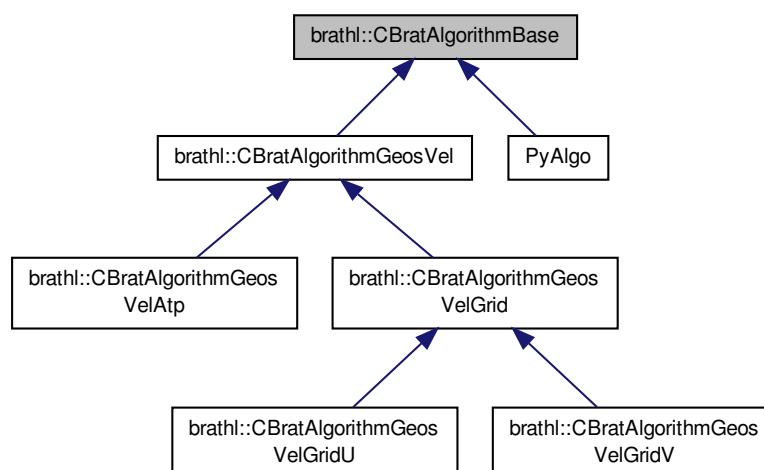 brathl::CBratAlgorithmBase
brathl::CBratAlgorithmGeosVel
PyAlgo
brathl::CBratAlgorithmGeos
VelAtp
brathl::CBratAlgorithmGeos
VelGrid
brathl::CBratAlgorithmGeos
VelGridU
brathl::CBratAlgorithmGeos
VelGridV